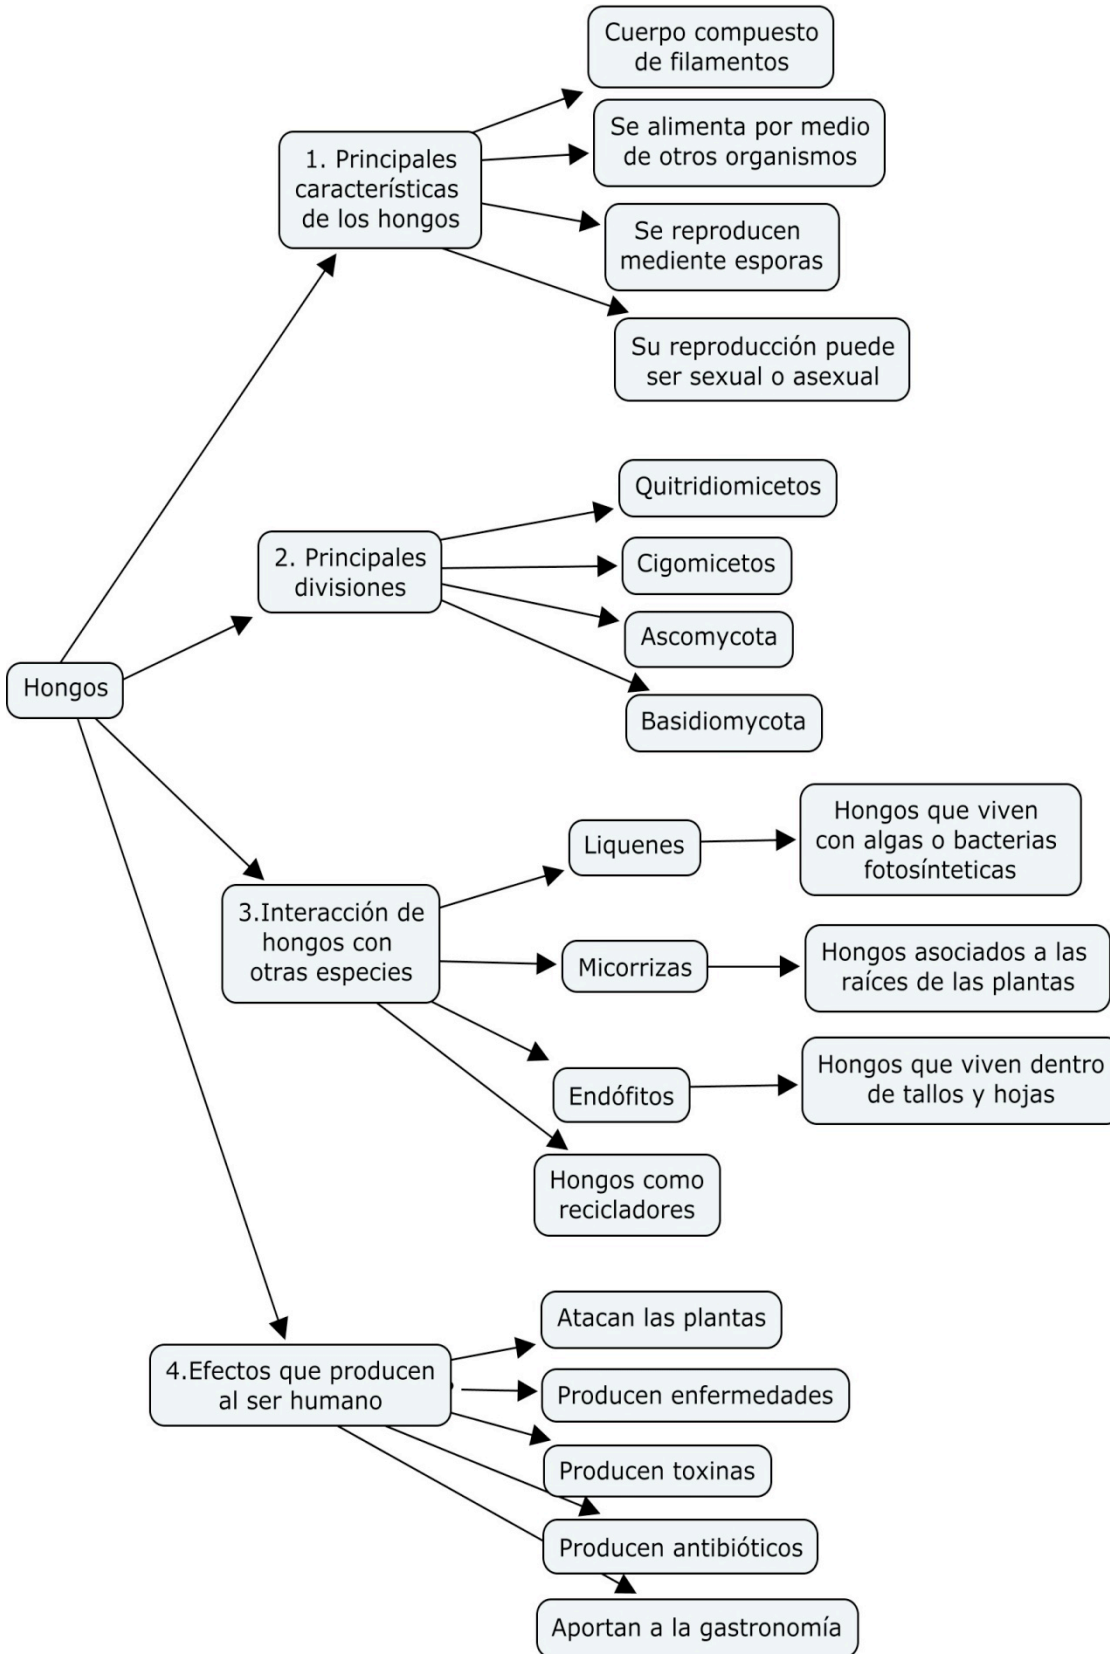 Hongos
1. Principales
característicias
de los hongos
Cuerpo compuesto
de filamentos
Se alimenta por medio
de otros organismos
Se reproducen
mediente esporas
Su reproducción puede
ser sexual o asexual
2. Principales
divisiones
Quitridiomicetos
Cigomicetos
Ascomycota
Basidiomycota
3.Interacción de
hongos con
otras especies
Liquenes
Hongos que viven
con algas o bacterias
fotosínteticas
Micorrizas
Hongos asociados a las
raíces de las plantas
Endófitos
Hongos que viven dentro
de tallos y hojas
Hongos como
recicladores
4.Efectos que producen
al ser humano
Atacan las plantas
Producen enfermedades
Producen toxinas
Producen antibióticos
Aportan a la gastronomía